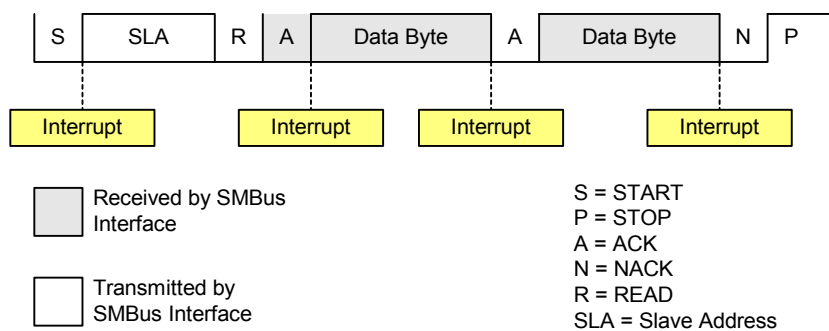 S SLA R A Data Byte A Data Byte N P
Interrupt Interrupt Interrupt Interrupt
Received by SMBus
Interface
Transmitted by
SMBus Interface
S = START
P = STOP
A = ACK
N = NACK
R = READ
SLA = Slave Address